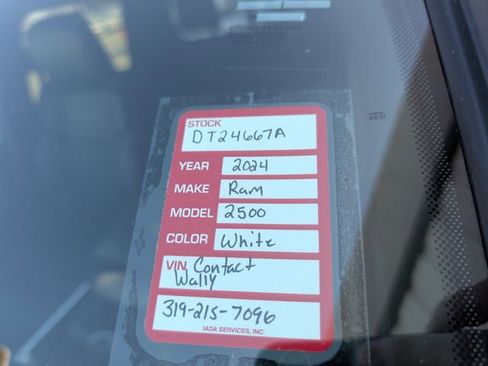 STOCK
DT24667A
YEAR 2024
MAKE Ram
MODEL 2500
COLOR White
VIN Contact
Wally
319-215-7096
IADA SERVICES, INC.